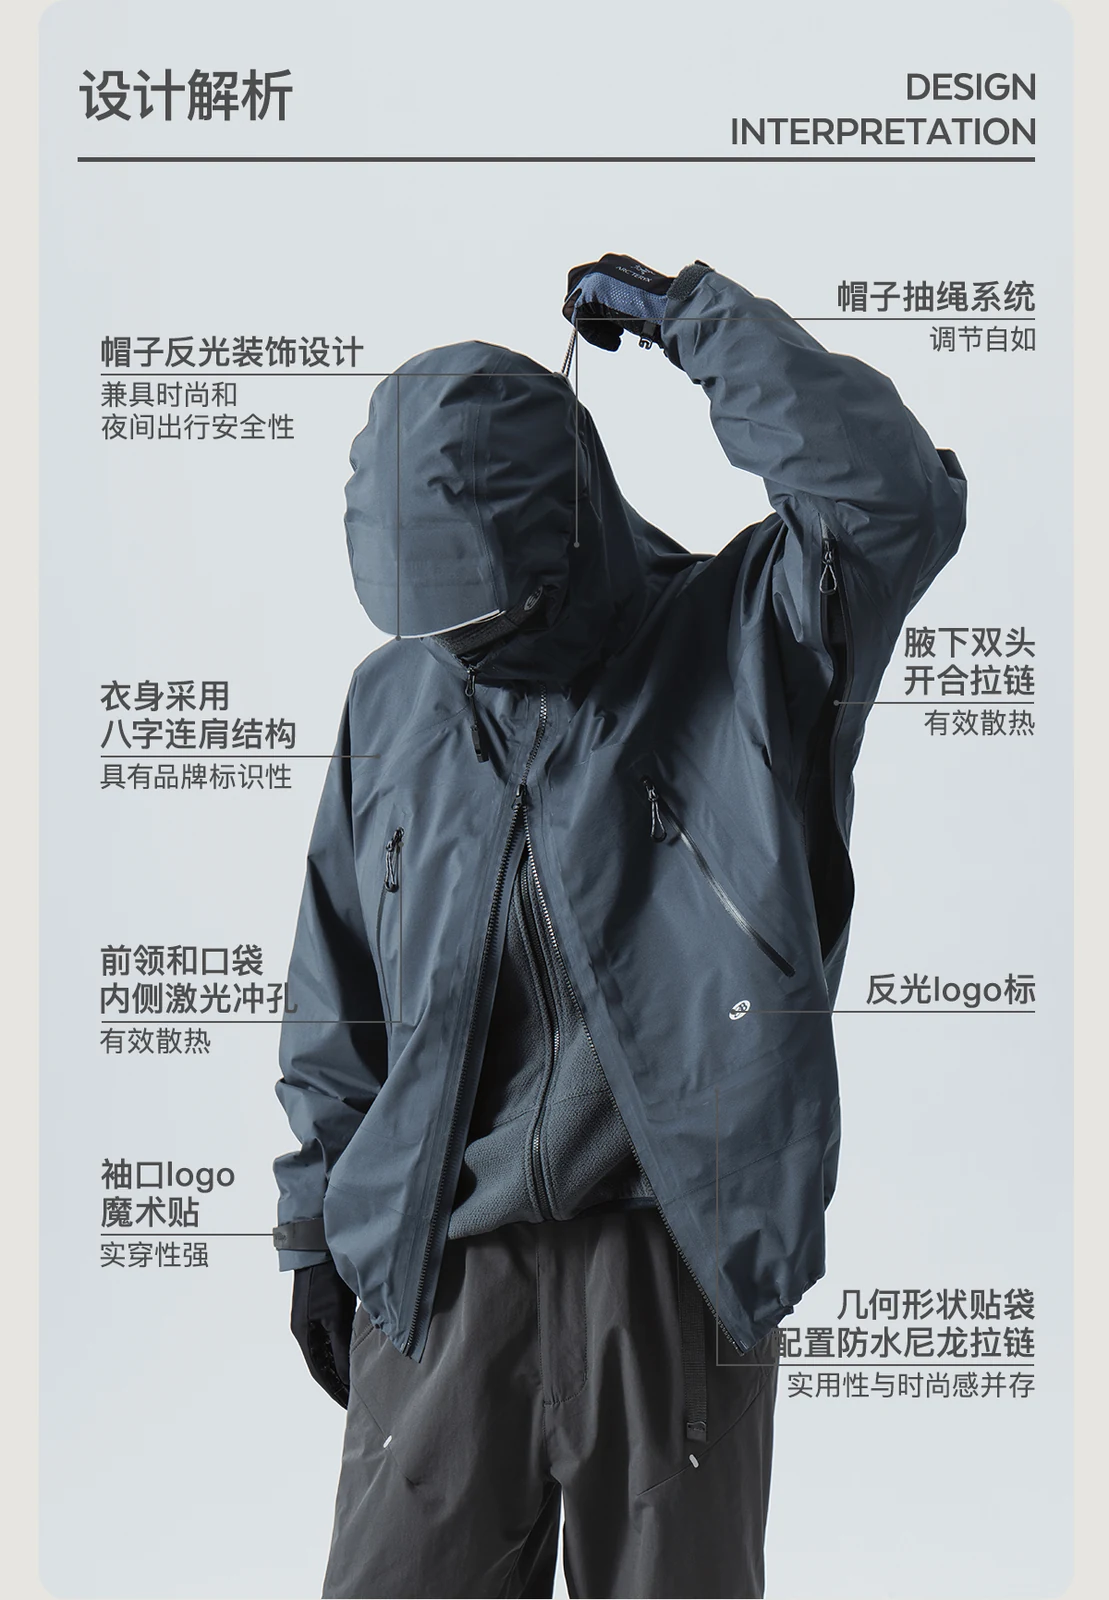 设计解析
DESIGN
INTERPRETATION
ARC'TERYX
帽子抽绳系统
调节自如
帽子反光装饰设计
兼具时尚和
夜间出行安全性
腋下双头
开合拉链
有效散热
衣身采用
八字连肩结构
具有品牌标识性
前领和口袋
内侧激光冲孔
有效散热
反光logo标
袖口logo
魔术贴
实穿性强
几何形状贴袋
配置防水尼龙拉链
实用性与时尚感并存